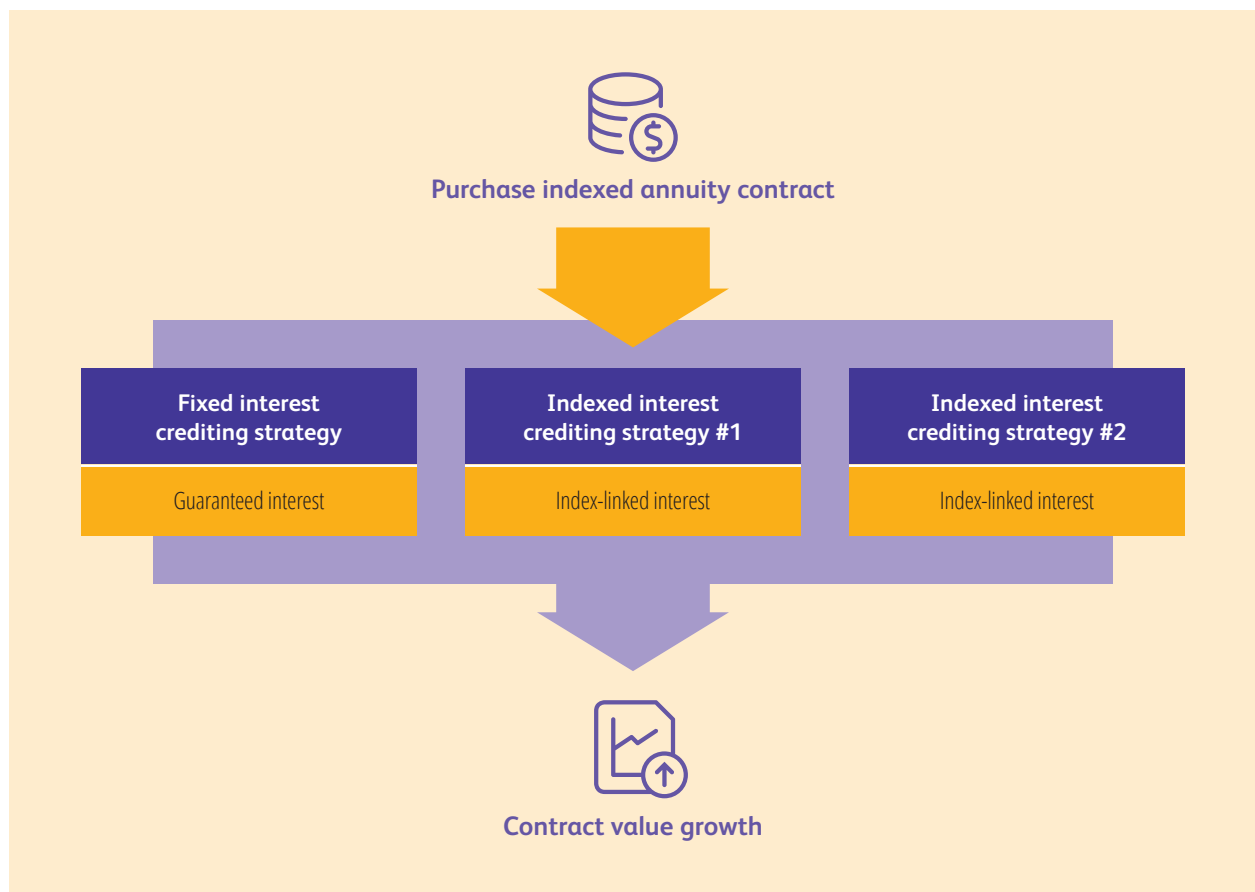 $
Purchase indexed annuity contract
Fixed interest
crediting strategy
Guaranteed interest
Indexed interest
crediting strategy #1
Index-linked interest
Indexed interest
crediting strategy #2
Index-linked interest
Contract value growth